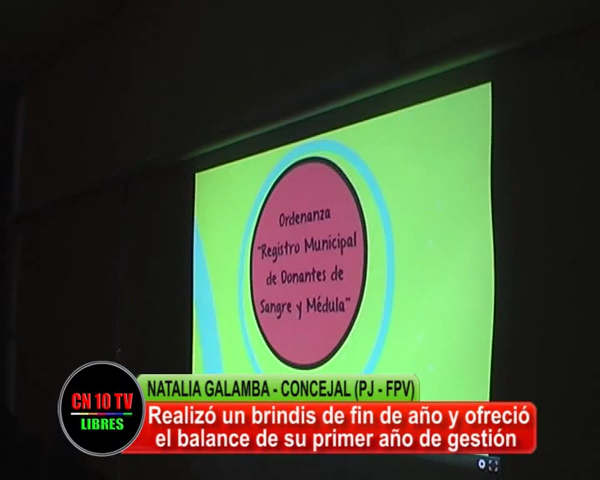 Ordenanza
"Registro Municipal
de Donantes de
Sangre y Médula"
CN 10 TV
LIBRES
NATALIA GALAMBA - CONCEJAL (PJ - FPV)
Realizó un brindis de fin de año y ofreció
el balance de su primer año de gestión